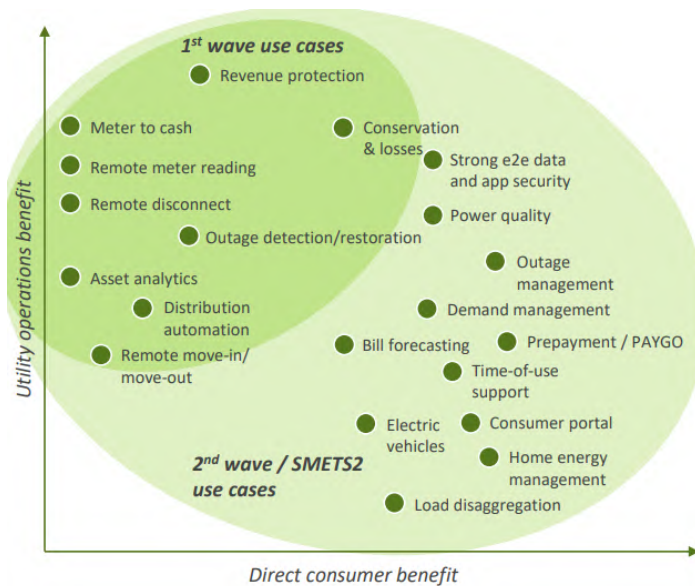 1st wave use cases
Revenue protection
Meter to cash
Conservation
& losses
Remote meter reading
Strong e2e data
and app security
Remote disconnect
Power quality
Outage detection/restoration
Outage
management
Asset analytics
Distribution
automation
Demand management
Remote move-in/
move-out
Bill forecasting
Prepayment / PAYGO
Time-of-use
support
Electric
vehicles
Consumer portal
2nd wave / SMETS2
use cases
Home energy
management
Load disaggregation
Utility operations benefit
Direct consumer benefit